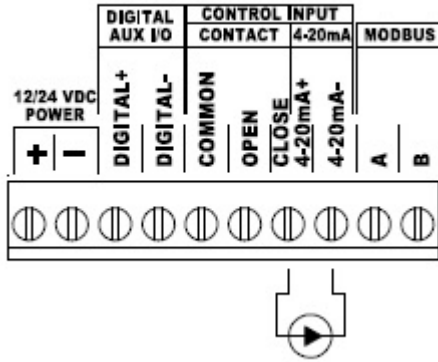 DIGITAL
AUX I/O
CONTROL INPUT
CONTACT
4-20mA
MODBUS
12/24 VDC
POWER
+
−
DIGITAL+
DIGITAL-
COMMON
OPEN
CLOSE
4-20mA+
4-20mA-
A
B